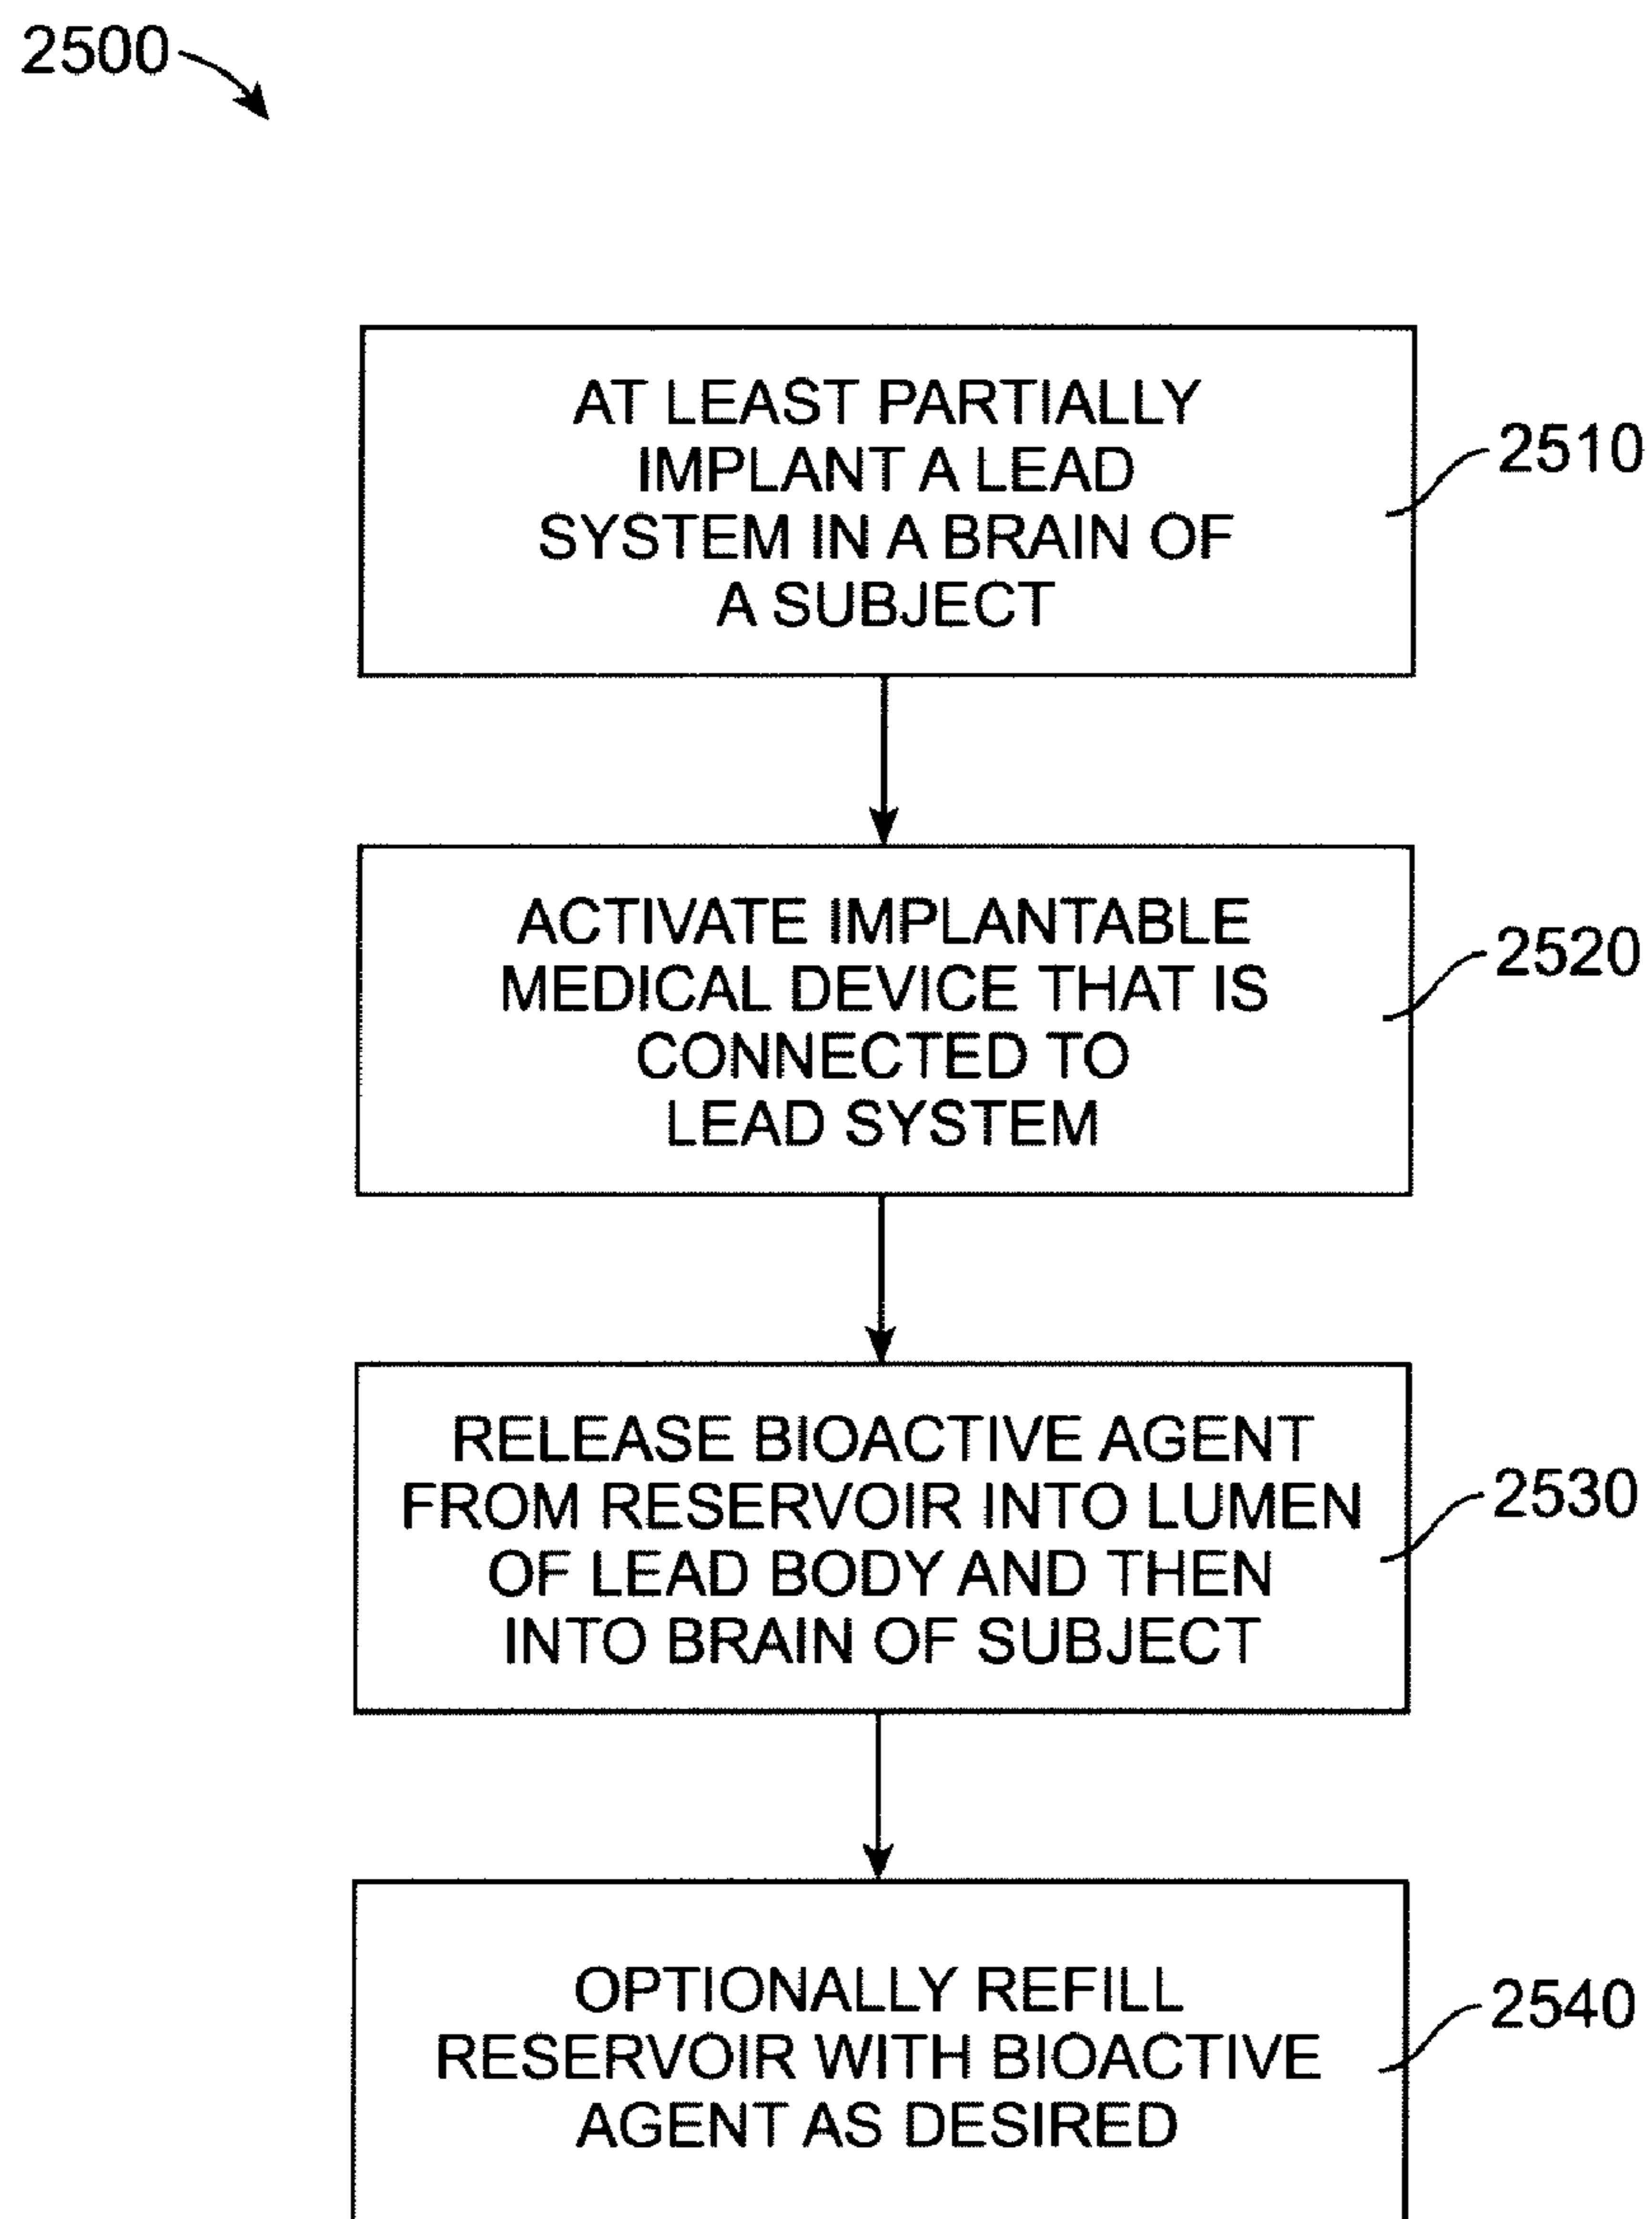 2500
AT LEAST PARTIALLY
IMPLANT A LEAD
SYSTEM IN A BRAIN OF
A SUBJECT
2510
ACTIVATE IMPLANTABLE
MEDICAL DEVICE THAT IS
CONNECTED TO
LEAD SYSTEM
2520
RELEASE BIOACTIVE AGENT
FROM RESERVOIR INTO LUMEN
OF LEAD BODY AND THEN
INTO BRAIN OF SUBJECT
2530
OPTIONALLY REFILL
RESERVOIR WITH BIOACTIVE
AGENT AS DESIRED
2540